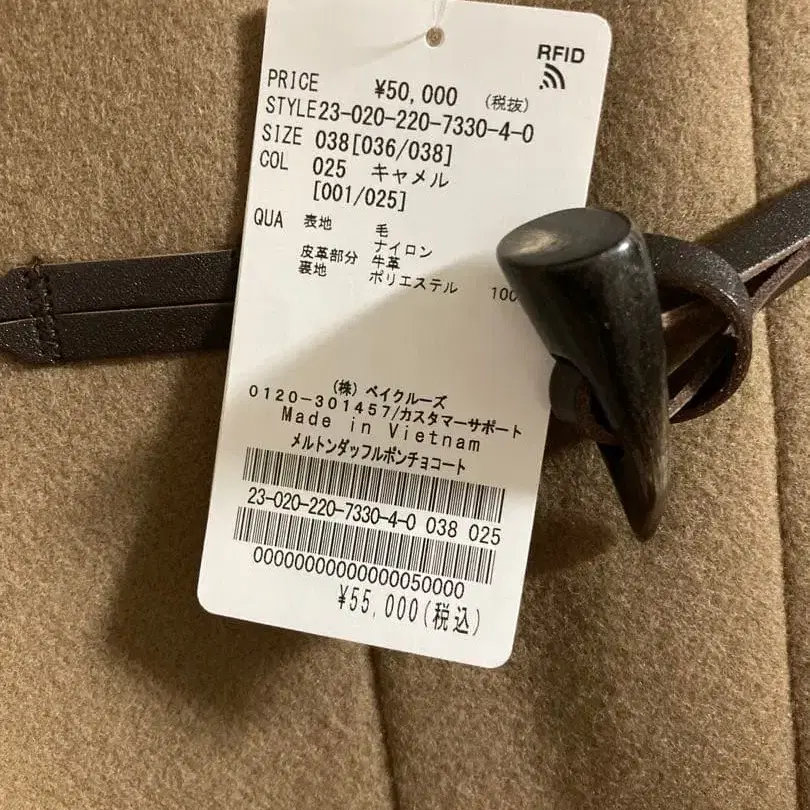 RFID
PRICE ¥50,000 (税抜)
STYLE23-020-220-7330-4-0
SIZE 038[036/038]
COL 025 キャメル
[001/025]
QUA 表地 毛
ナイロン
皮革部分 牛革
裏地 ポリエステル 100
(株) ベイクルーズ
0120-301457/カスタマーサポート
Made in Vietnam
メルトンダッフルポンチョコート
23-020-220-7330-4-0 038 025
0000000000000050000
¥55,000(税込)